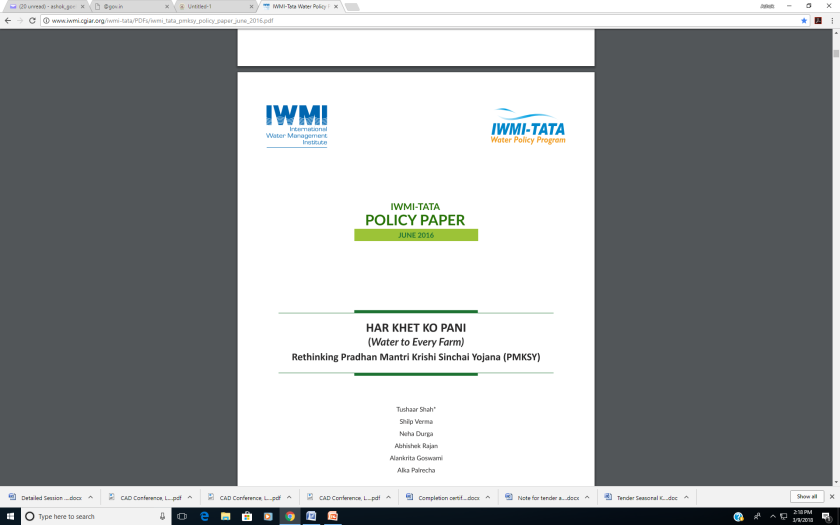 (20 unread) - ashok_gov
@gov.in
Untitled-1
IWMI-Tata Water Policy P
Ashish
www.iwmi.cgiar.org/iwmi-tata/PDFs/iwmi_tata_pmksy_policy_paper_june_2016.pdf
IWMI
International
Water Management
Institute
IWMI-TATA
Water Policy Program
IWMI-TATA
POLICY PAPER
JUNE 2016
HAR KHET KO PANI
(Water to Every Farm)
Rethinking Pradhan Mantri Krishi Sinchai Yojana (PMKSY)
Tushaar Shah*
Shilp Verma
Neha Durga
Abhishek Rajan
Alankrita Goswami
Alka Palrecha
Detailed Session ....docx
CAD Conference, L....pdf
CAD Conference, L....pdf
CAD Conference, L....pdf
Completion certif....docx
Note for tender a....docx
Tender Seasonal K....doc
Show all
Type here to search
2:18 PM
3/9/2018